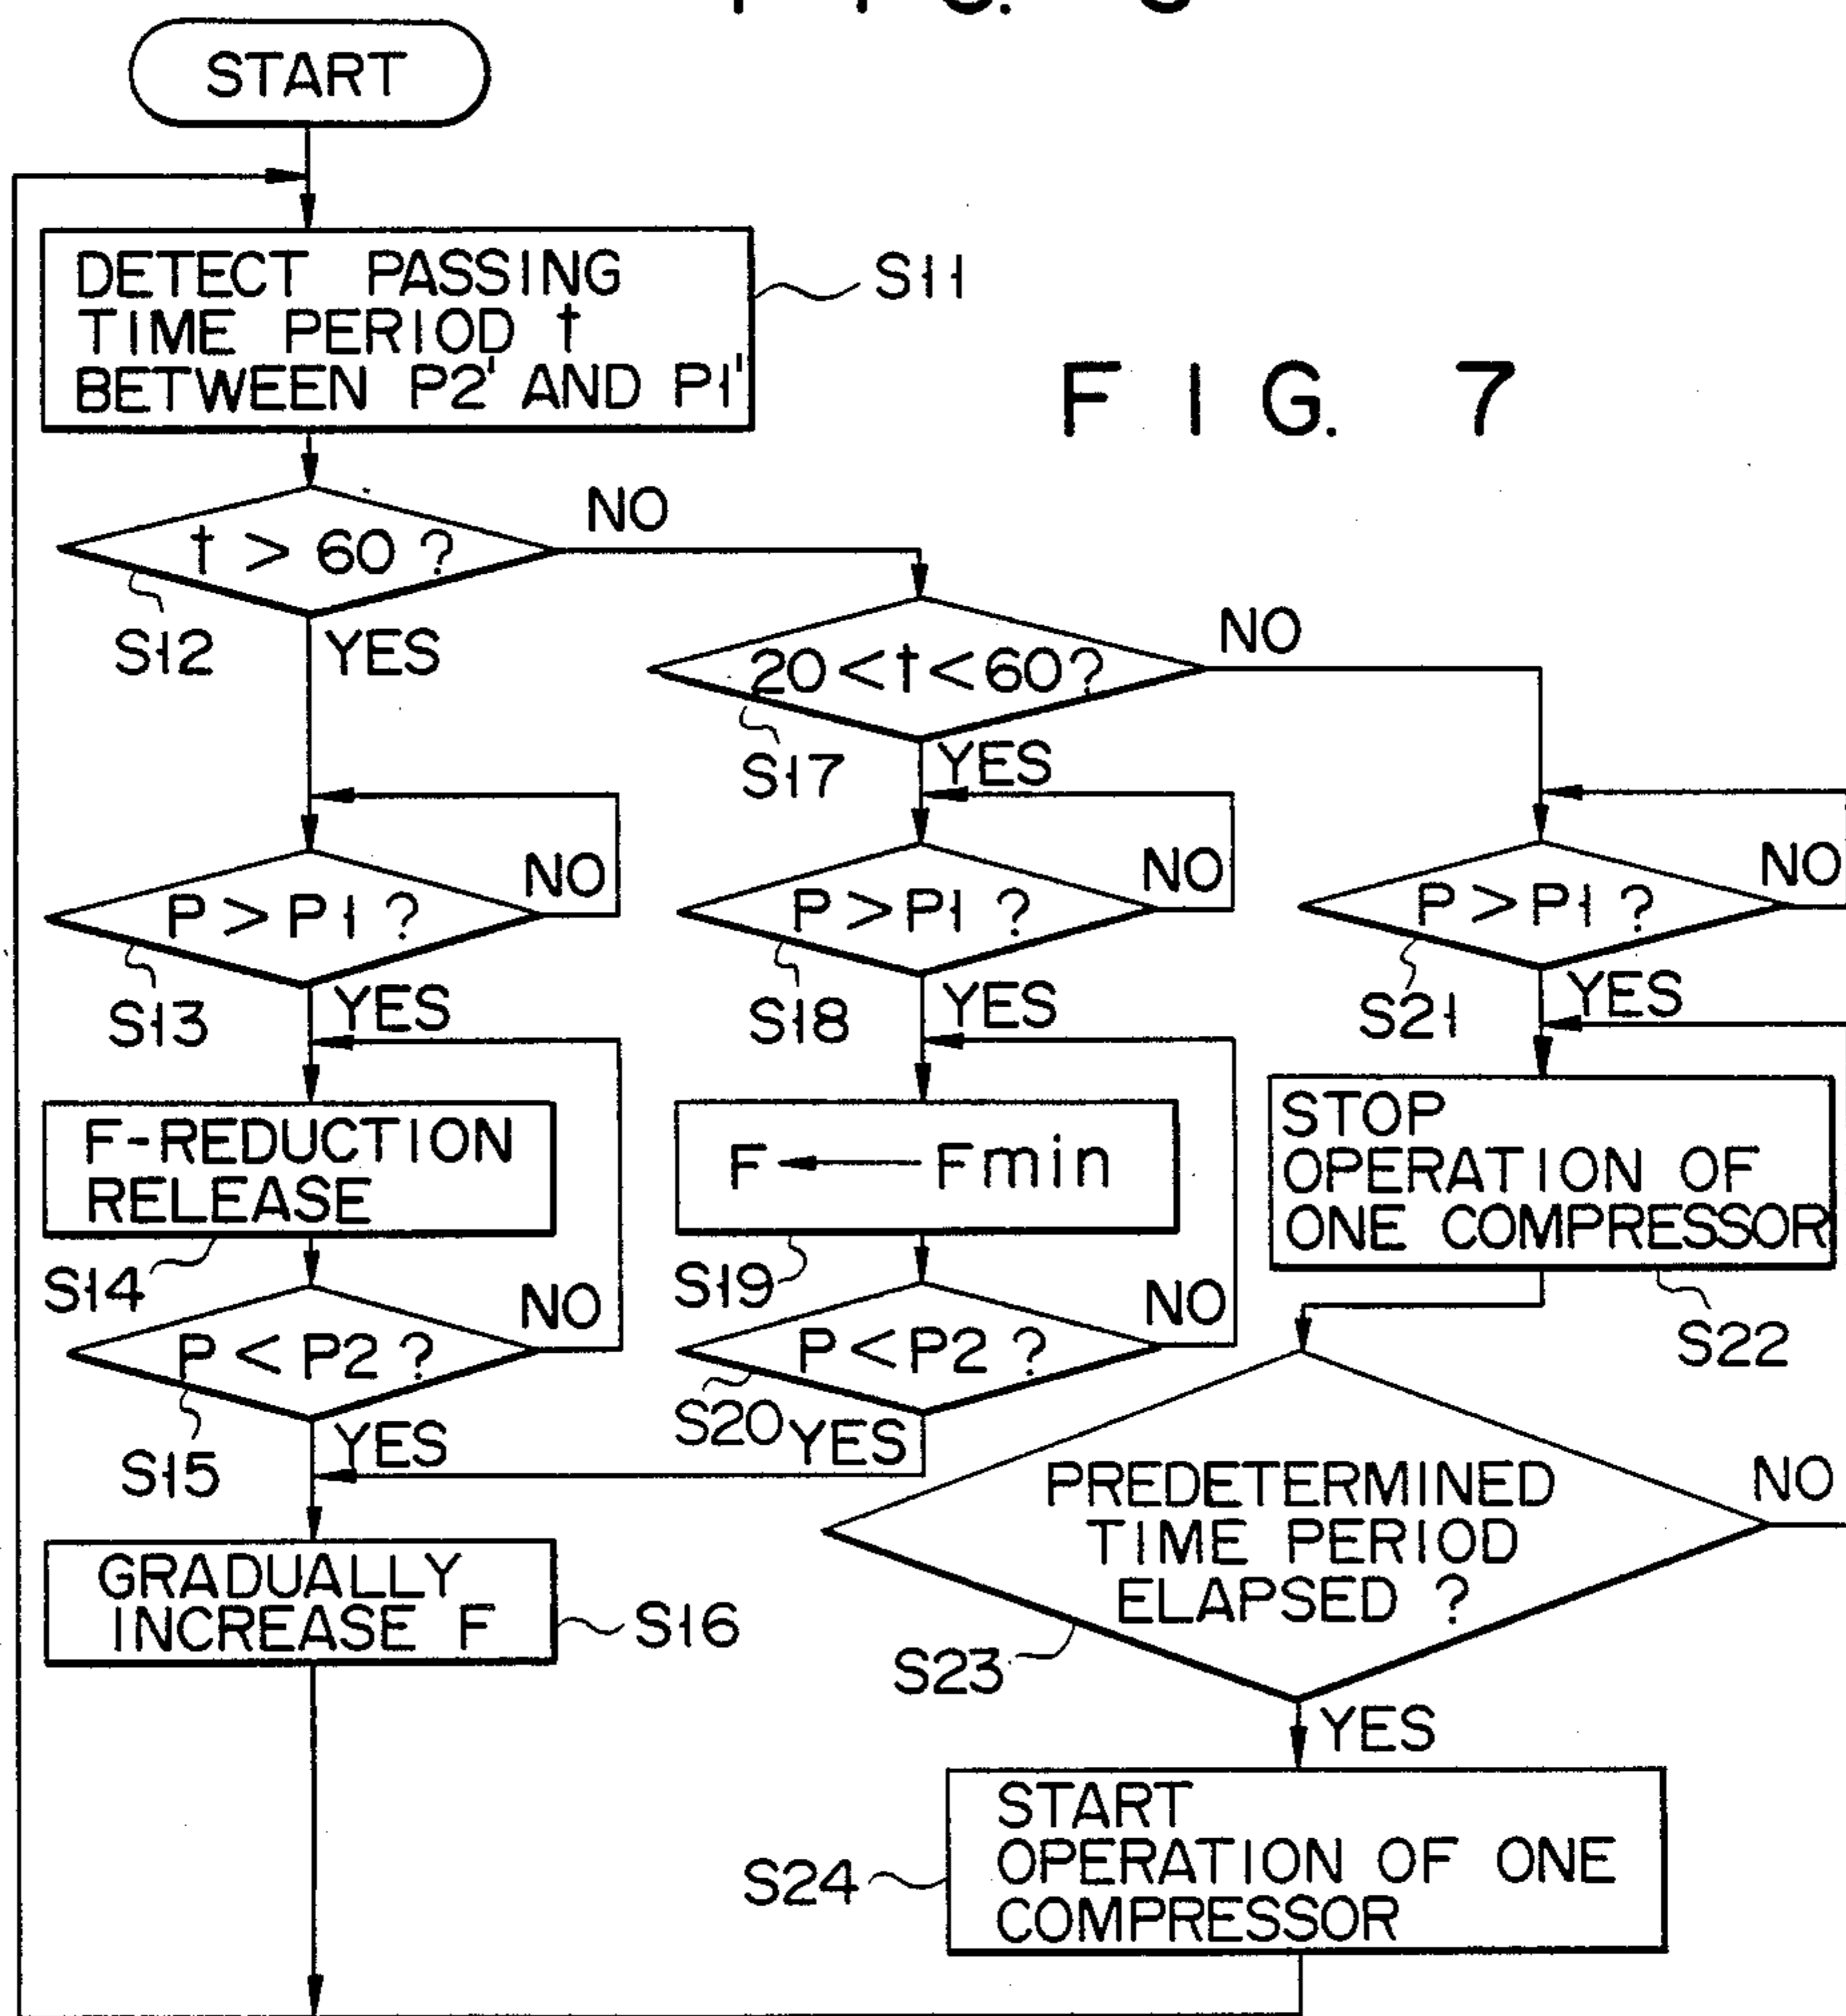 START
DETECT PASSING
TIME PERIOD t
BETWEEN P2' AND P1'
S11
FIG. 7
t > 60 ?
NO
S12
YES
20 < t < 60 ?
NO
S17
YES
P > P1 ?
NO
S13
YES
P > P1 ?
NO
S18
YES
P > P1 ?
NO
S21
YES
F-REDUCTION
RELEASE
S14
F ← Fmin
S19
STOP
OPERATION OF
ONE COMPRESSOR
S22
P < P2 ?
NO
S15
YES
P < P2 ?
NO
S20
YES
PREDETERMINED
TIME PERIOD
ELAPSED ?
NO
S23
YES
GRADUALLY
INCREASE F
S16
START
OPERATION OF ONE
COMPRESSOR
S24